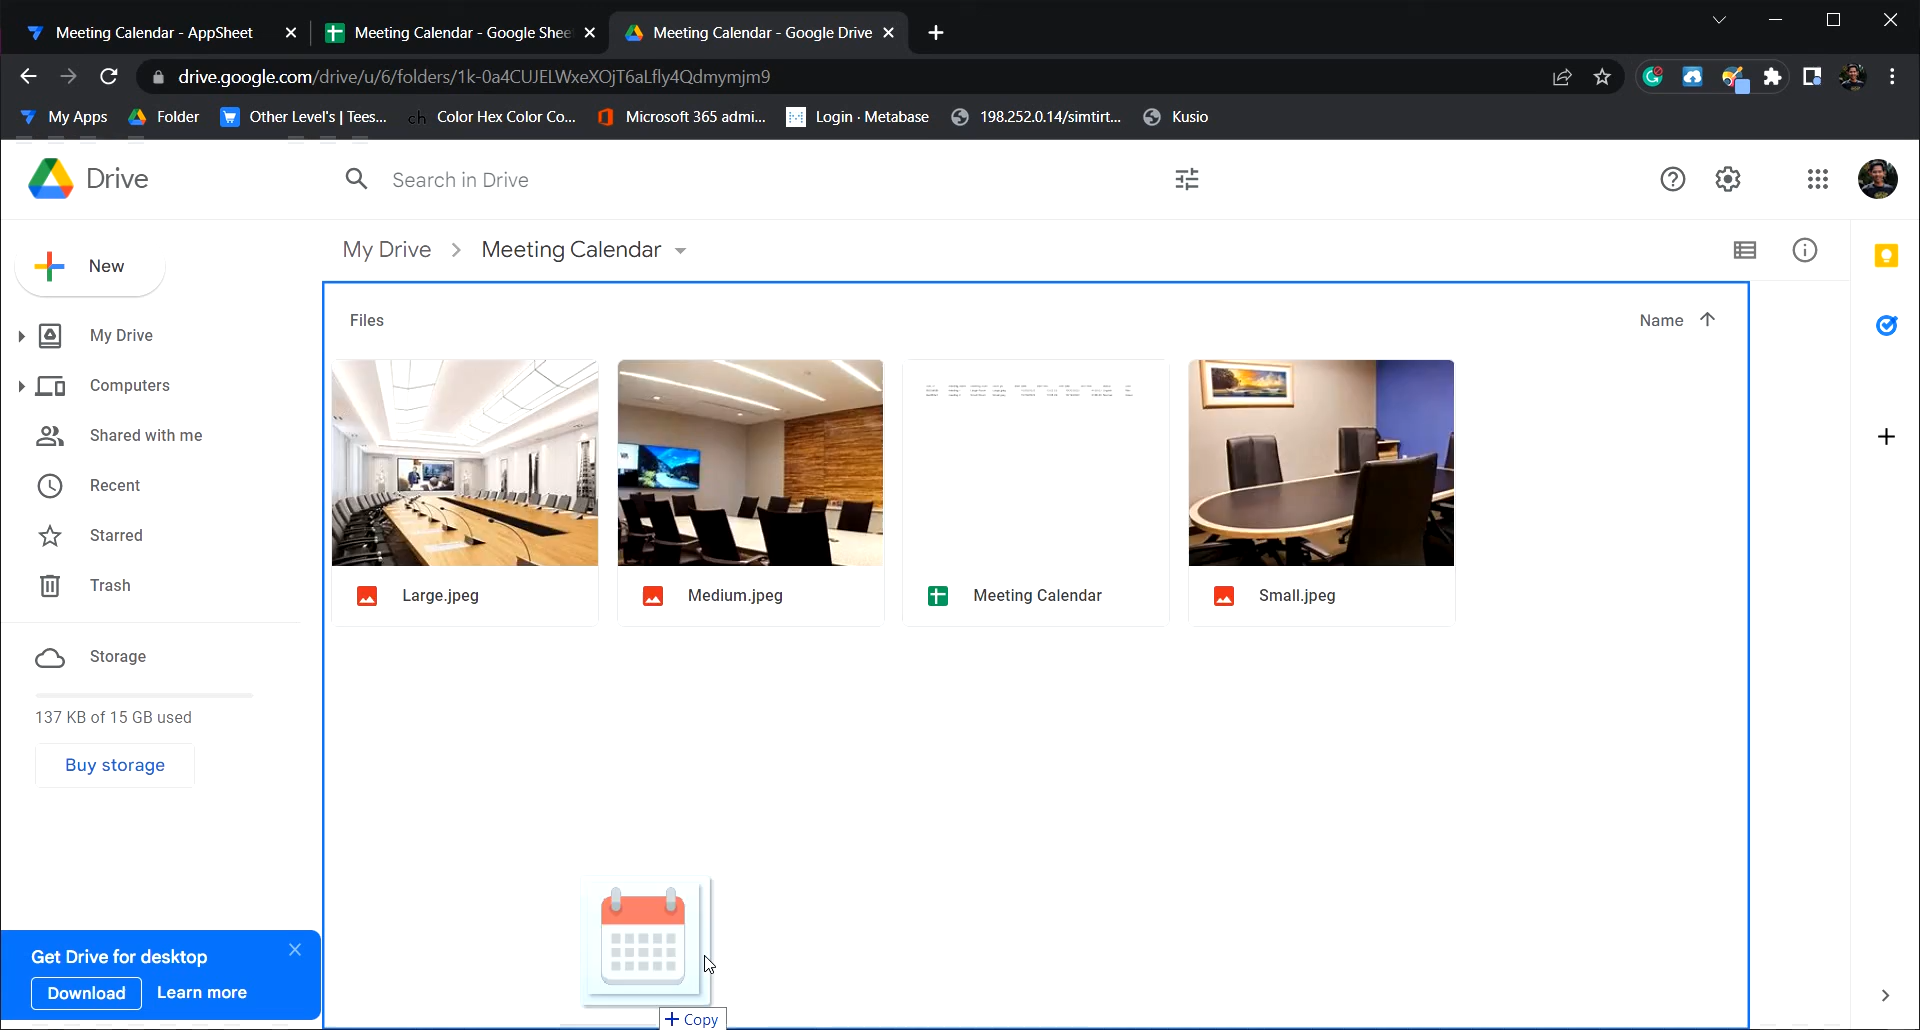 Meeting Calendar - AppSheet
Meeting Calendar - Google Shee
Meeting Calendar - Google Drive
drive.google.com/drive/u/6/folders/1k-0a4CUJELWxeXOjT6aLfly4Qdmymjm9
My Apps
Folder
Other Level's | Tees...
ch Color Hex Color Co...
Microsoft 365 admi...
Login · Metabase
198.252.0.14/simtirt...
Kusio
Drive
Search in Drive
New
My Drive > Meeting Calendar
My Drive
Computers
Shared with me
Recent
Starred
Trash
Storage
137 KB of 15 GB used
Buy storage
Files
Name
Large.jpeg
Medium.jpeg
Meeting Calendar
Small.jpeg
Get Drive for desktop
Download
Learn more
+ Copy